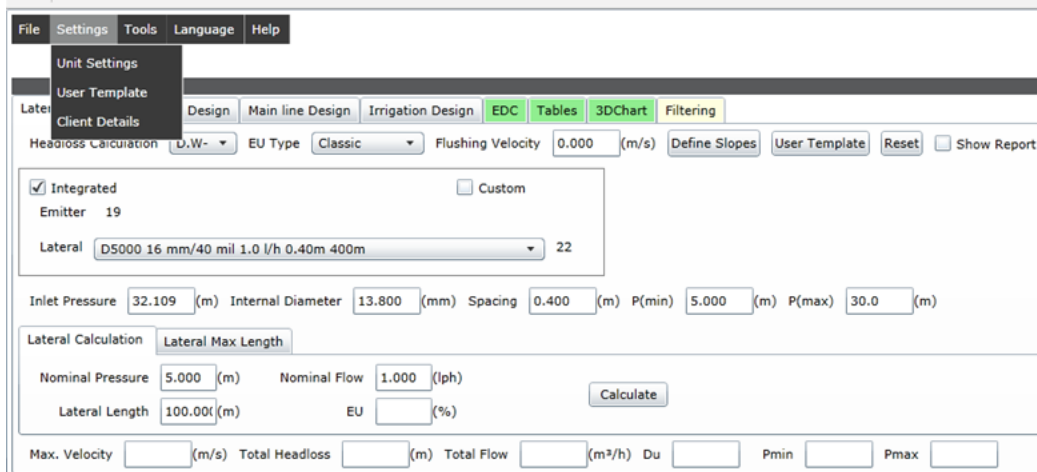 File Settings Tools Language Help
Unit Settings
User Template
Client Details
Later Design Main line Design Irrigation Design EDC Tables 3DChart Filtering
Headloss Calculation D.W- EU Type Classic Flushing Velocity 0.000 (m/s) Define Slopes User Template Reset Show Report
Integrated Custom
Emitter 19
Lateral D5000 16 mm/40 mil 1.0 l/h 0.40m 400m 22
Inlet Pressure 32.109 (m) Internal Diameter 13.800 (mm) Spacing 0.400 (m) P(min) 5.000 (m) P(max) 30.0 (m)
Lateral Calculation Lateral Max Length
Nominal Pressure 5.000 (m) Nominal Flow 1.000 (lph)
Calculate
Lateral Length 100.00 (m) EU (%)
Max. Velocity (m/s) Total Headloss (m) Total Flow (m³/h) Du Pmin Pmax